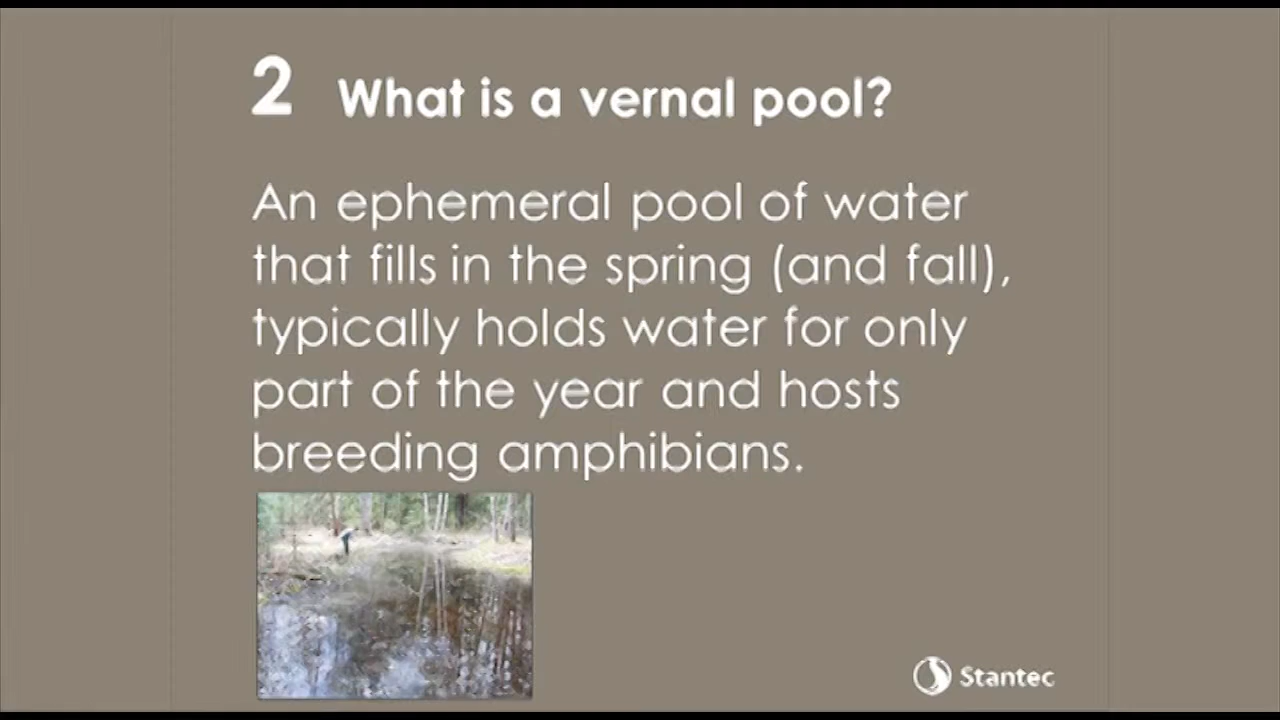 2 What is a vernal pool?
An ephemeral pool of water
that fills in the spring (and fall),
typically holds water for only
part of the year and hosts
breeding amphibians.
Stantec